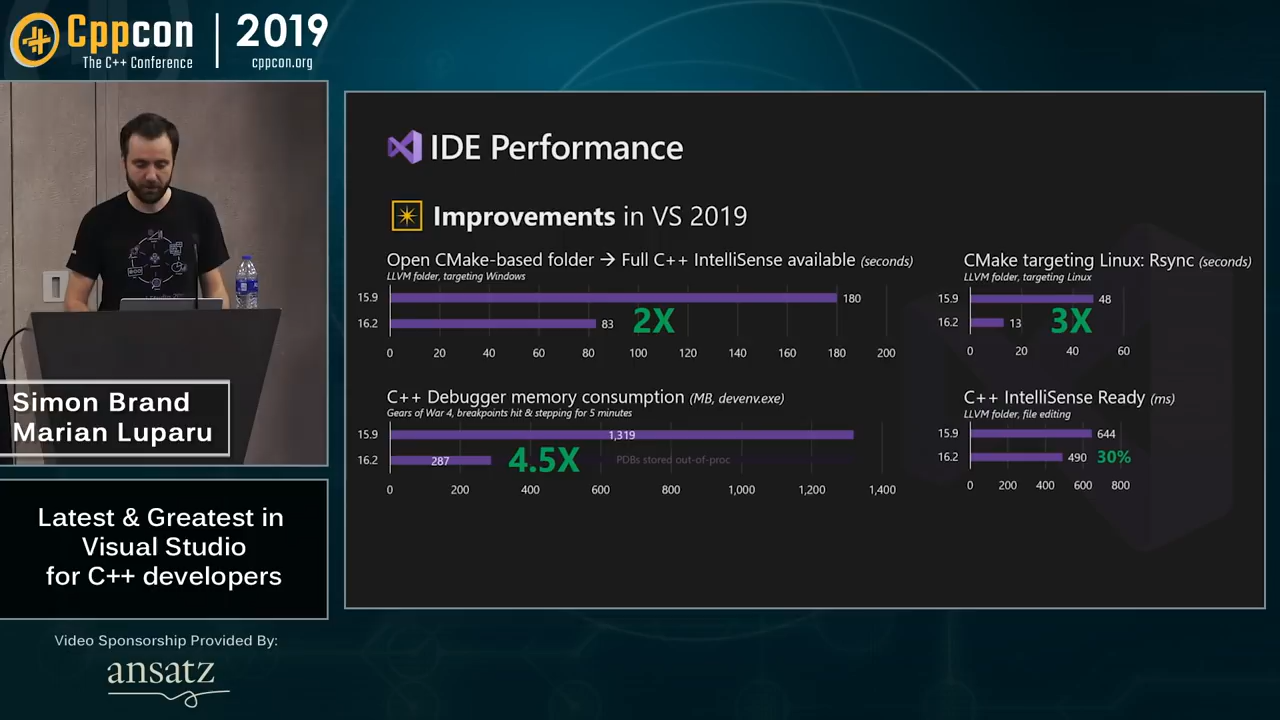 Cppcon
The C++ Conference
2019
cppcon.org
IDE Performance
Improvements in VS 2019
Open CMake-based folder → Full C++ IntelliSense available (seconds)
LLVM folder, targeting Windows
15.9
180
16.2
83
2X
0 20 40 60 80 100 120 140 160 180 200
CMake targeting Linux: Rsync (seconds)
LLVM folder, targeting Linux
15.9
48
16.2
13
3X
0 20 40 60
C++ Debugger memory consumption (MB, devenv.exe)
Gears of War 4, breakpoints hit & stepping for 5 minutes
15.9
1,319
16.2
287
4.5X
PDBs stored out-of-proc
0 200 400 600 800 1,000 1,200 1,400
C++ IntelliSense Ready (ms)
LLVM folder, file editing
15.9
644
16.2
490
30%
0 200 400 600 800
Simon Brand
Marian Luparu
Latest & Greatest in
Visual Studio
for C++ developers
Video Sponsorship Provided By:
ansatz